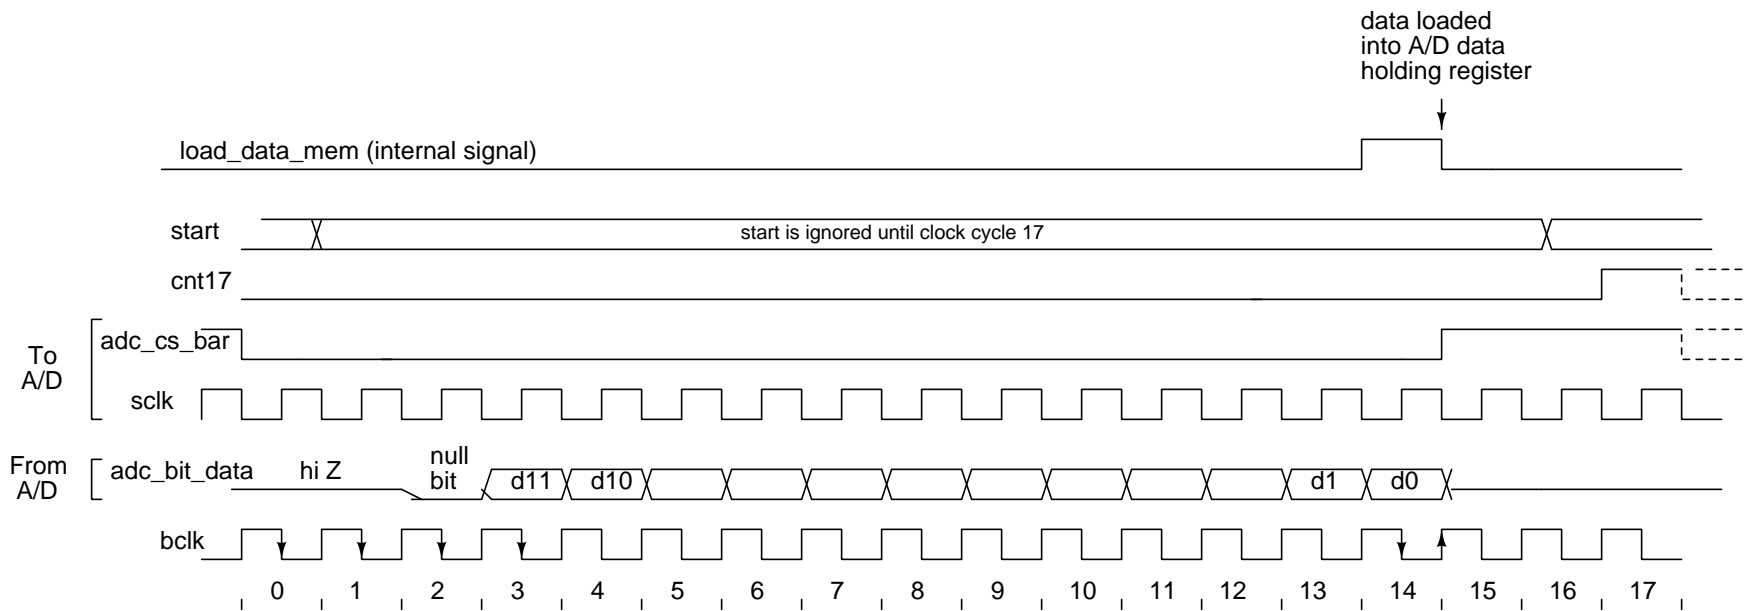 data loaded
into A/D data
holding register
load_data_mem (internal signal)
start
start is ignored until clock cycle 17
cnt17
To
A/D
adc_cs_bar
sclk
From
A/D
adc_bit_data
hi Z
null
bit
d11
d10
d1
d0
bclk
0 1 2 3 4 5 6 7 8 9 10 11 12 13 14 15 16 17